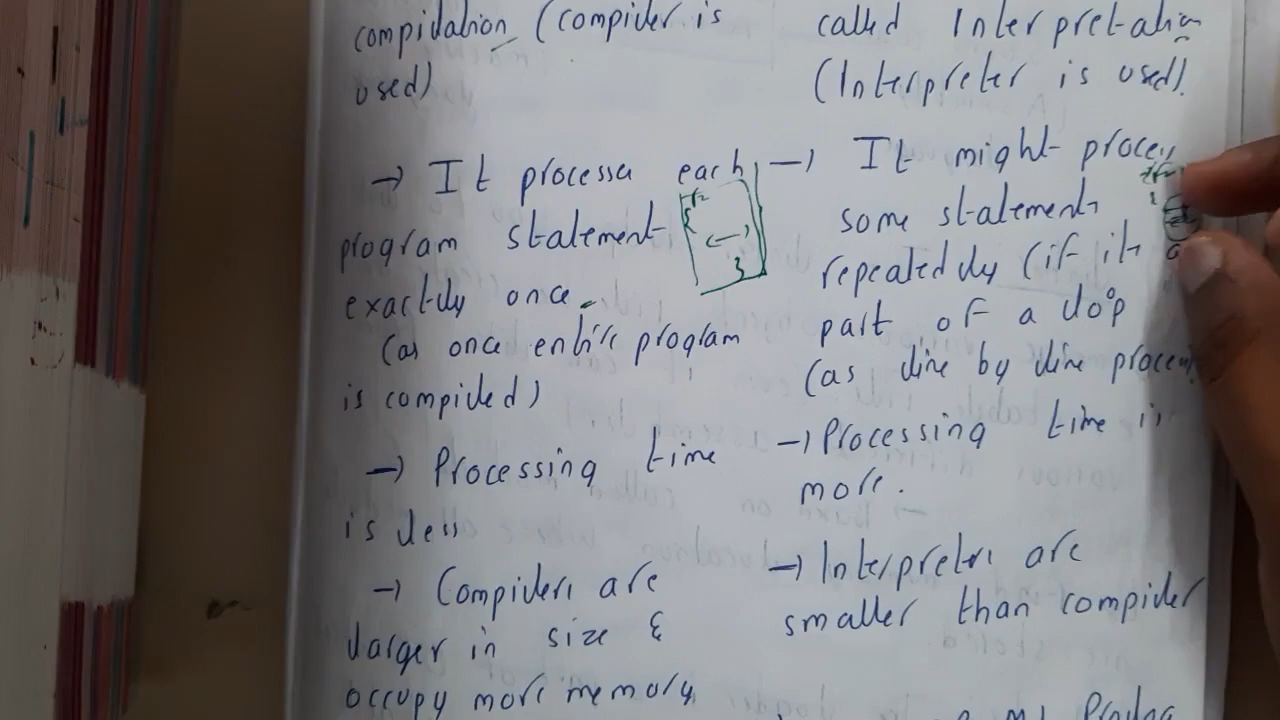 compilation (compiler is
used)
→ It processes each
program statement
exactly once.
(as once entire program
is compiled)
→ Processing time
is less
→ Compilers are
larger in size &
occupy more memory
called Interpretation
(Interpreter is used).
→ It might process
some statements
repeatedly (if it
part of a loop
(as line by line process
→ Processing time is
more.
→ Interpreters are
smaller than compiler